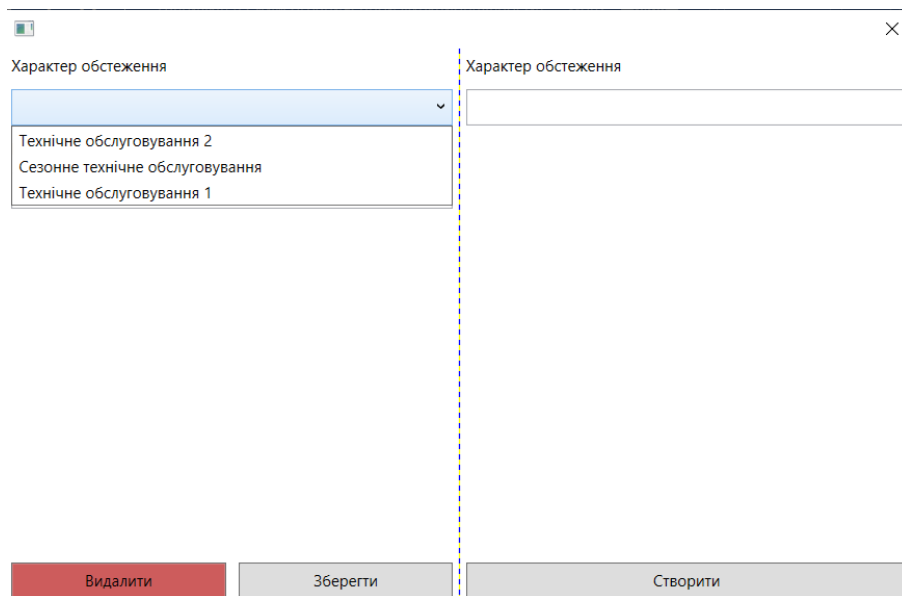 Характер обстеження
Технічне обслуговування 2
Сезонне технічне обслуговування
Технічне обслуговування 1
Видалити
Зберегти
Характер обстеження
Створити